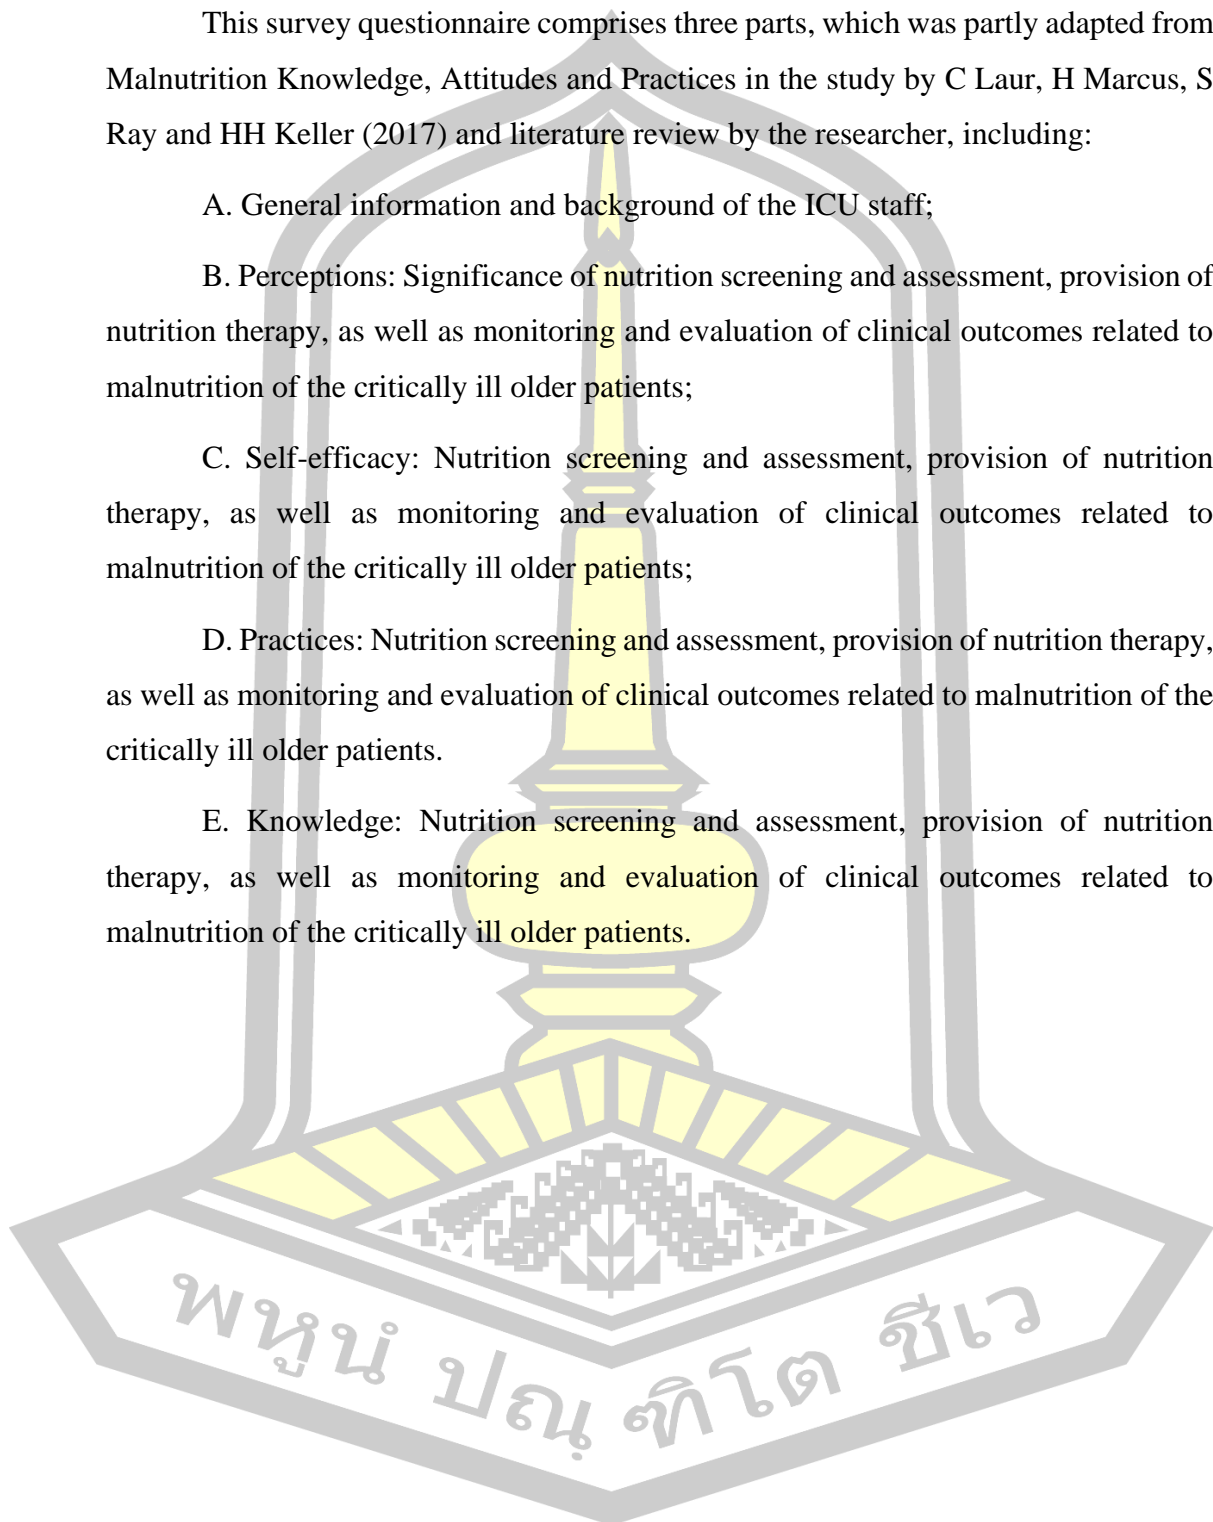 This survey questionnaire comprises three parts, which was partly adapted from
Malnutrition Knowledge, Attitudes and Practices in the study by C Laur, H Marcus, S
Ray and HH Keller (2017) and literature review by the researcher, including:
A. General information and background of the ICU staff;
B. Perceptions: Significance of nutrition screening and assessment, provision of
nutrition therapy, as well as monitoring and evaluation of clinical outcomes related to
malnutrition of the critically ill older patients;
C. Self-efficacy: Nutrition screening and assessment, provision of nutrition
therapy, as well as monitoring and evaluation of clinical outcomes related to
malnutrition of the critically ill older patients;
D. Practices: Nutrition screening and assessment, provision of nutrition therapy,
as well as monitoring and evaluation of clinical outcomes related to malnutrition of the
critically ill older patients.
E. Knowledge: Nutrition screening and assessment, provision of nutrition
therapy, as well as monitoring and evaluation of clinical outcomes related to
malnutrition of the critically ill older patients.
พหูนํ ปณฺ ฑิโต ชีเว